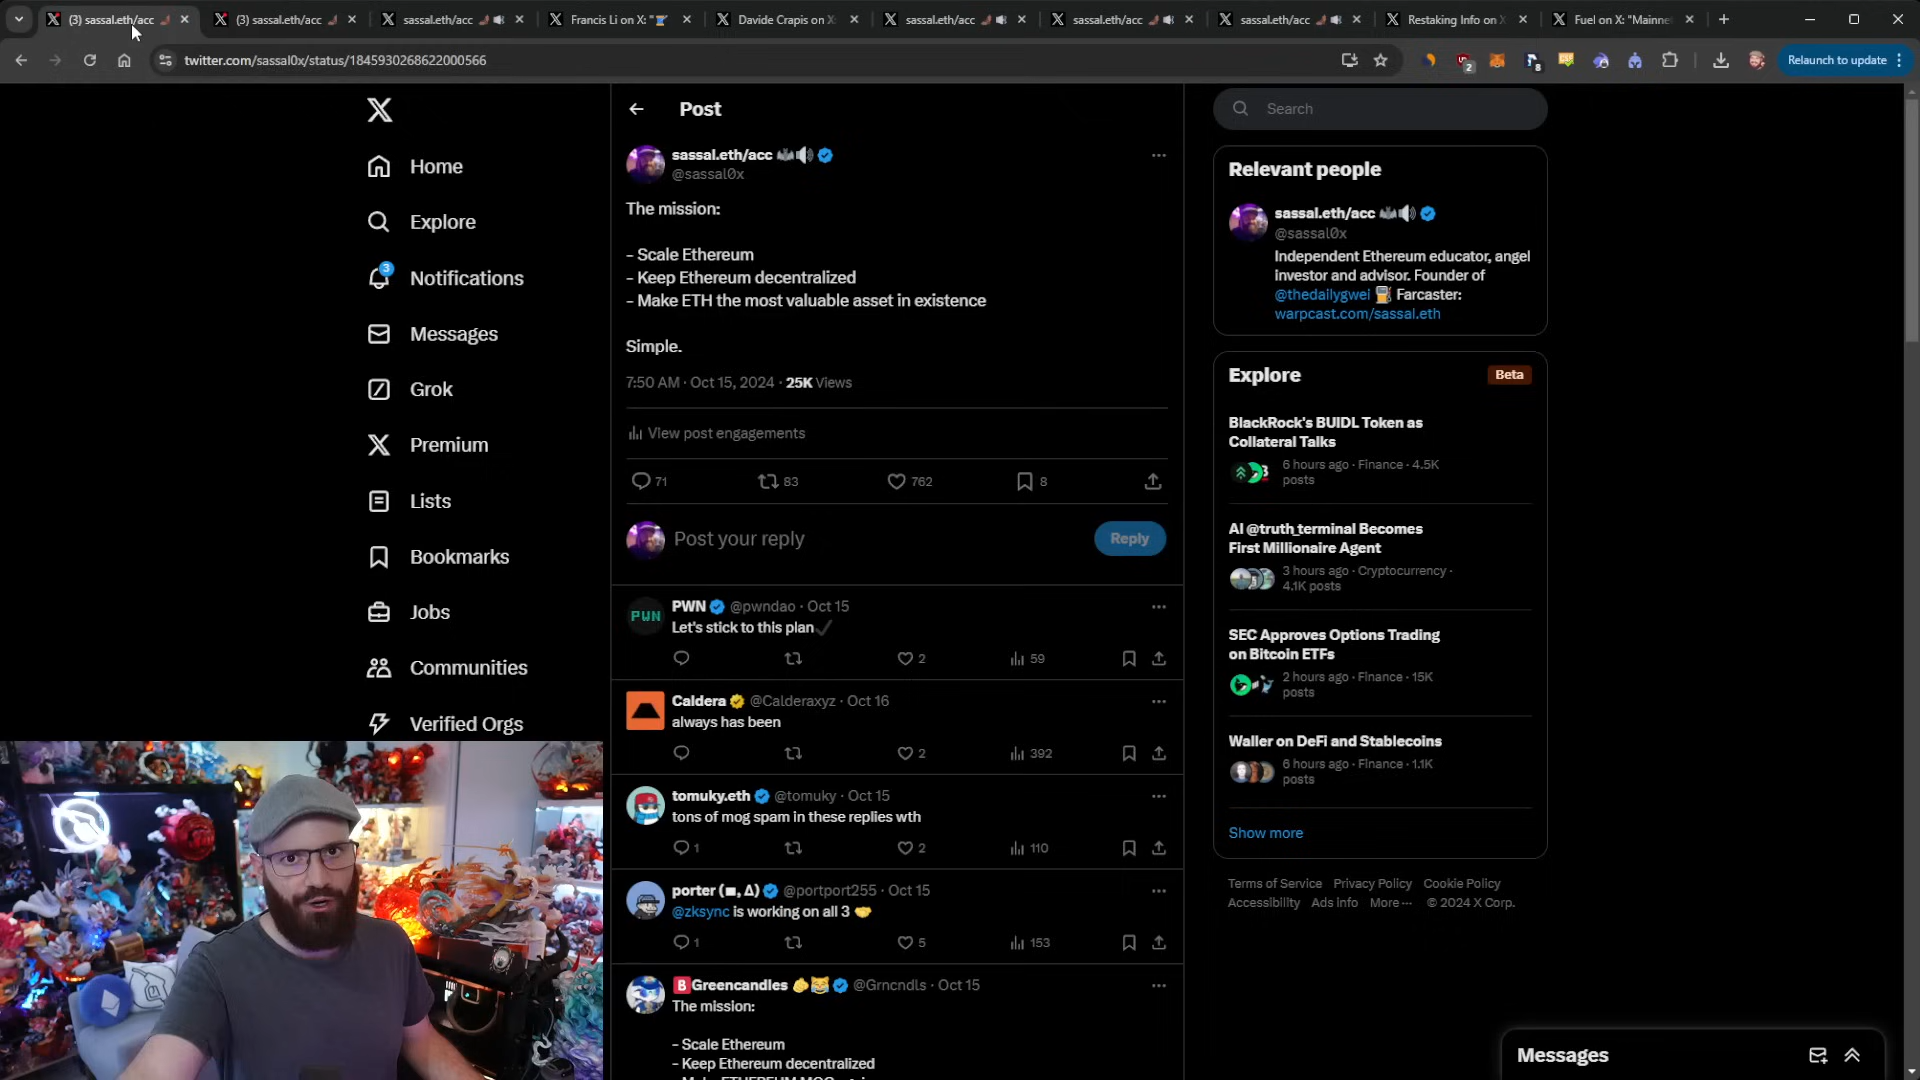 (3) sassal.eth/acc
(3) sassal.eth/acc
sassal.eth/acc
Francis Li on X: "
Davide Crapis on X
sassal.eth/acc
sassal.eth/acc
sassal.eth/acc
Restaking Info on X
Fuel on X: "Mainne
twitter.com/sassal0x/status/1845930268622000566
2
8
Relaunch to update
Home
Explore
3
Notifications
Messages
Grok
Premium
Lists
Bookmarks
Jobs
Communities
Verified Orgs
Post
sassal.eth/acc 🦇🔊
@sassal0x
The mission:
- Scale Ethereum
- Keep Ethereum decentralized
- Make ETH the most valuable asset in existence
Simple.
7:50 AM · Oct 15, 2024 · 25K Views
View post engagements
71 83 762 8
Post your reply
Reply
PWN
PWN @pwndao · Oct 15
Let's stick to this plan✓
2 59
Caldera @Calderaxyz · Oct 16
always has been
2 392
tomuky.eth @tomuky · Oct 15
tons of mog spam in these replies wth
1 2 110
porter (■, Δ) @portport255 · Oct 15
@zksync is working on all 3 🤝
1 5 153
🅱Greencandles @Grncndls · Oct 15
The mission:
- Scale Ethereum
- Keep Ethereum decentralized
Search
Relevant people
sassal.eth/acc 🦇🔊
@sassal0x
Independent Ethereum educator, angel
investor and advisor. Founder of
@thedailygwei ⛽ Farcaster:
warpcast.com/sassal.eth
Explore
Beta
BlackRock's BUIDL Token as
Collateral Talks
6 hours ago · Finance · 4.5K
posts
AI @truth_terminal Becomes
First Millionaire Agent
3 hours ago · Cryptocurrency ·
4.1K posts
SEC Approves Options Trading
on Bitcoin ETFs
2 hours ago · Finance · 15K
posts
Waller on DeFi and Stablecoins
6 hours ago · Finance · 1.1K
posts
Show more
Terms of Service Privacy Policy Cookie Policy
Accessibility Ads info More ··· © 2024 X Corp.
Messages